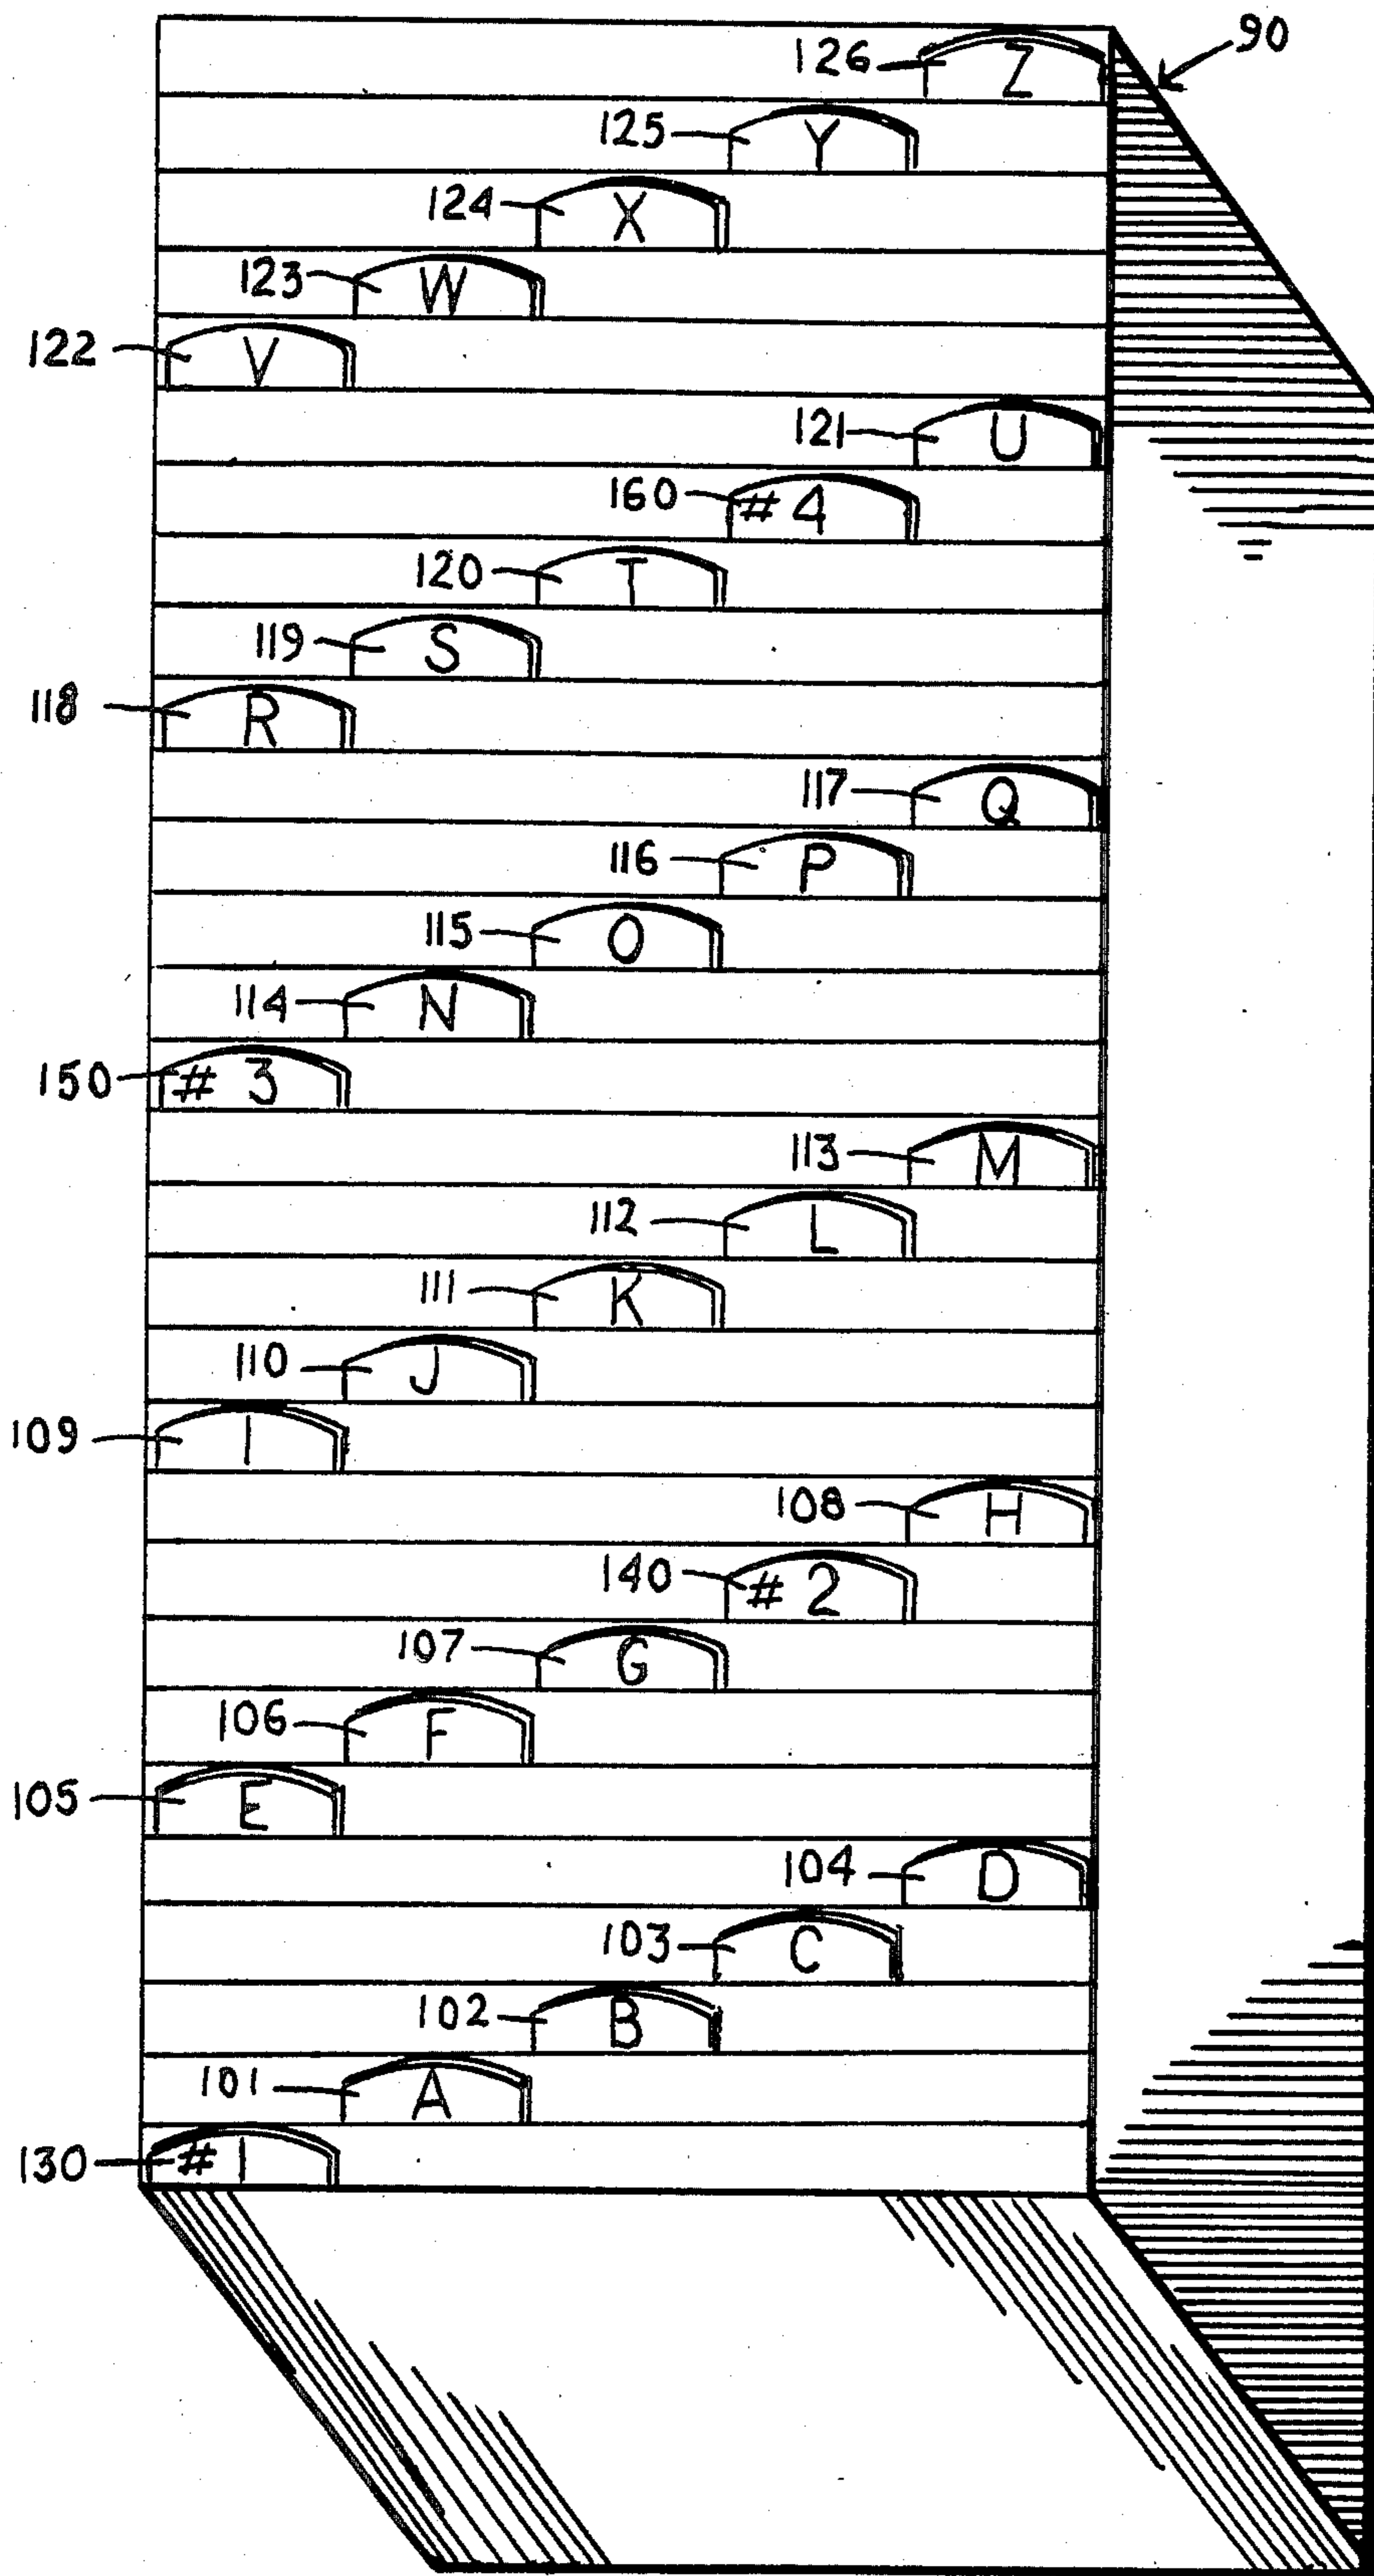 90
126 Z
125 Y
124 X
123 W
122 V
121 U
160 # 4
120 T
119 S
118 R
117 Q
116 P
115 O
114 N
150 # 3
113 M
112 L
111 K
110 J
109 I
108 H
140 # 2
107 G
106 F
105 E
104 D
103 C
102 B
101 A
130 # 1